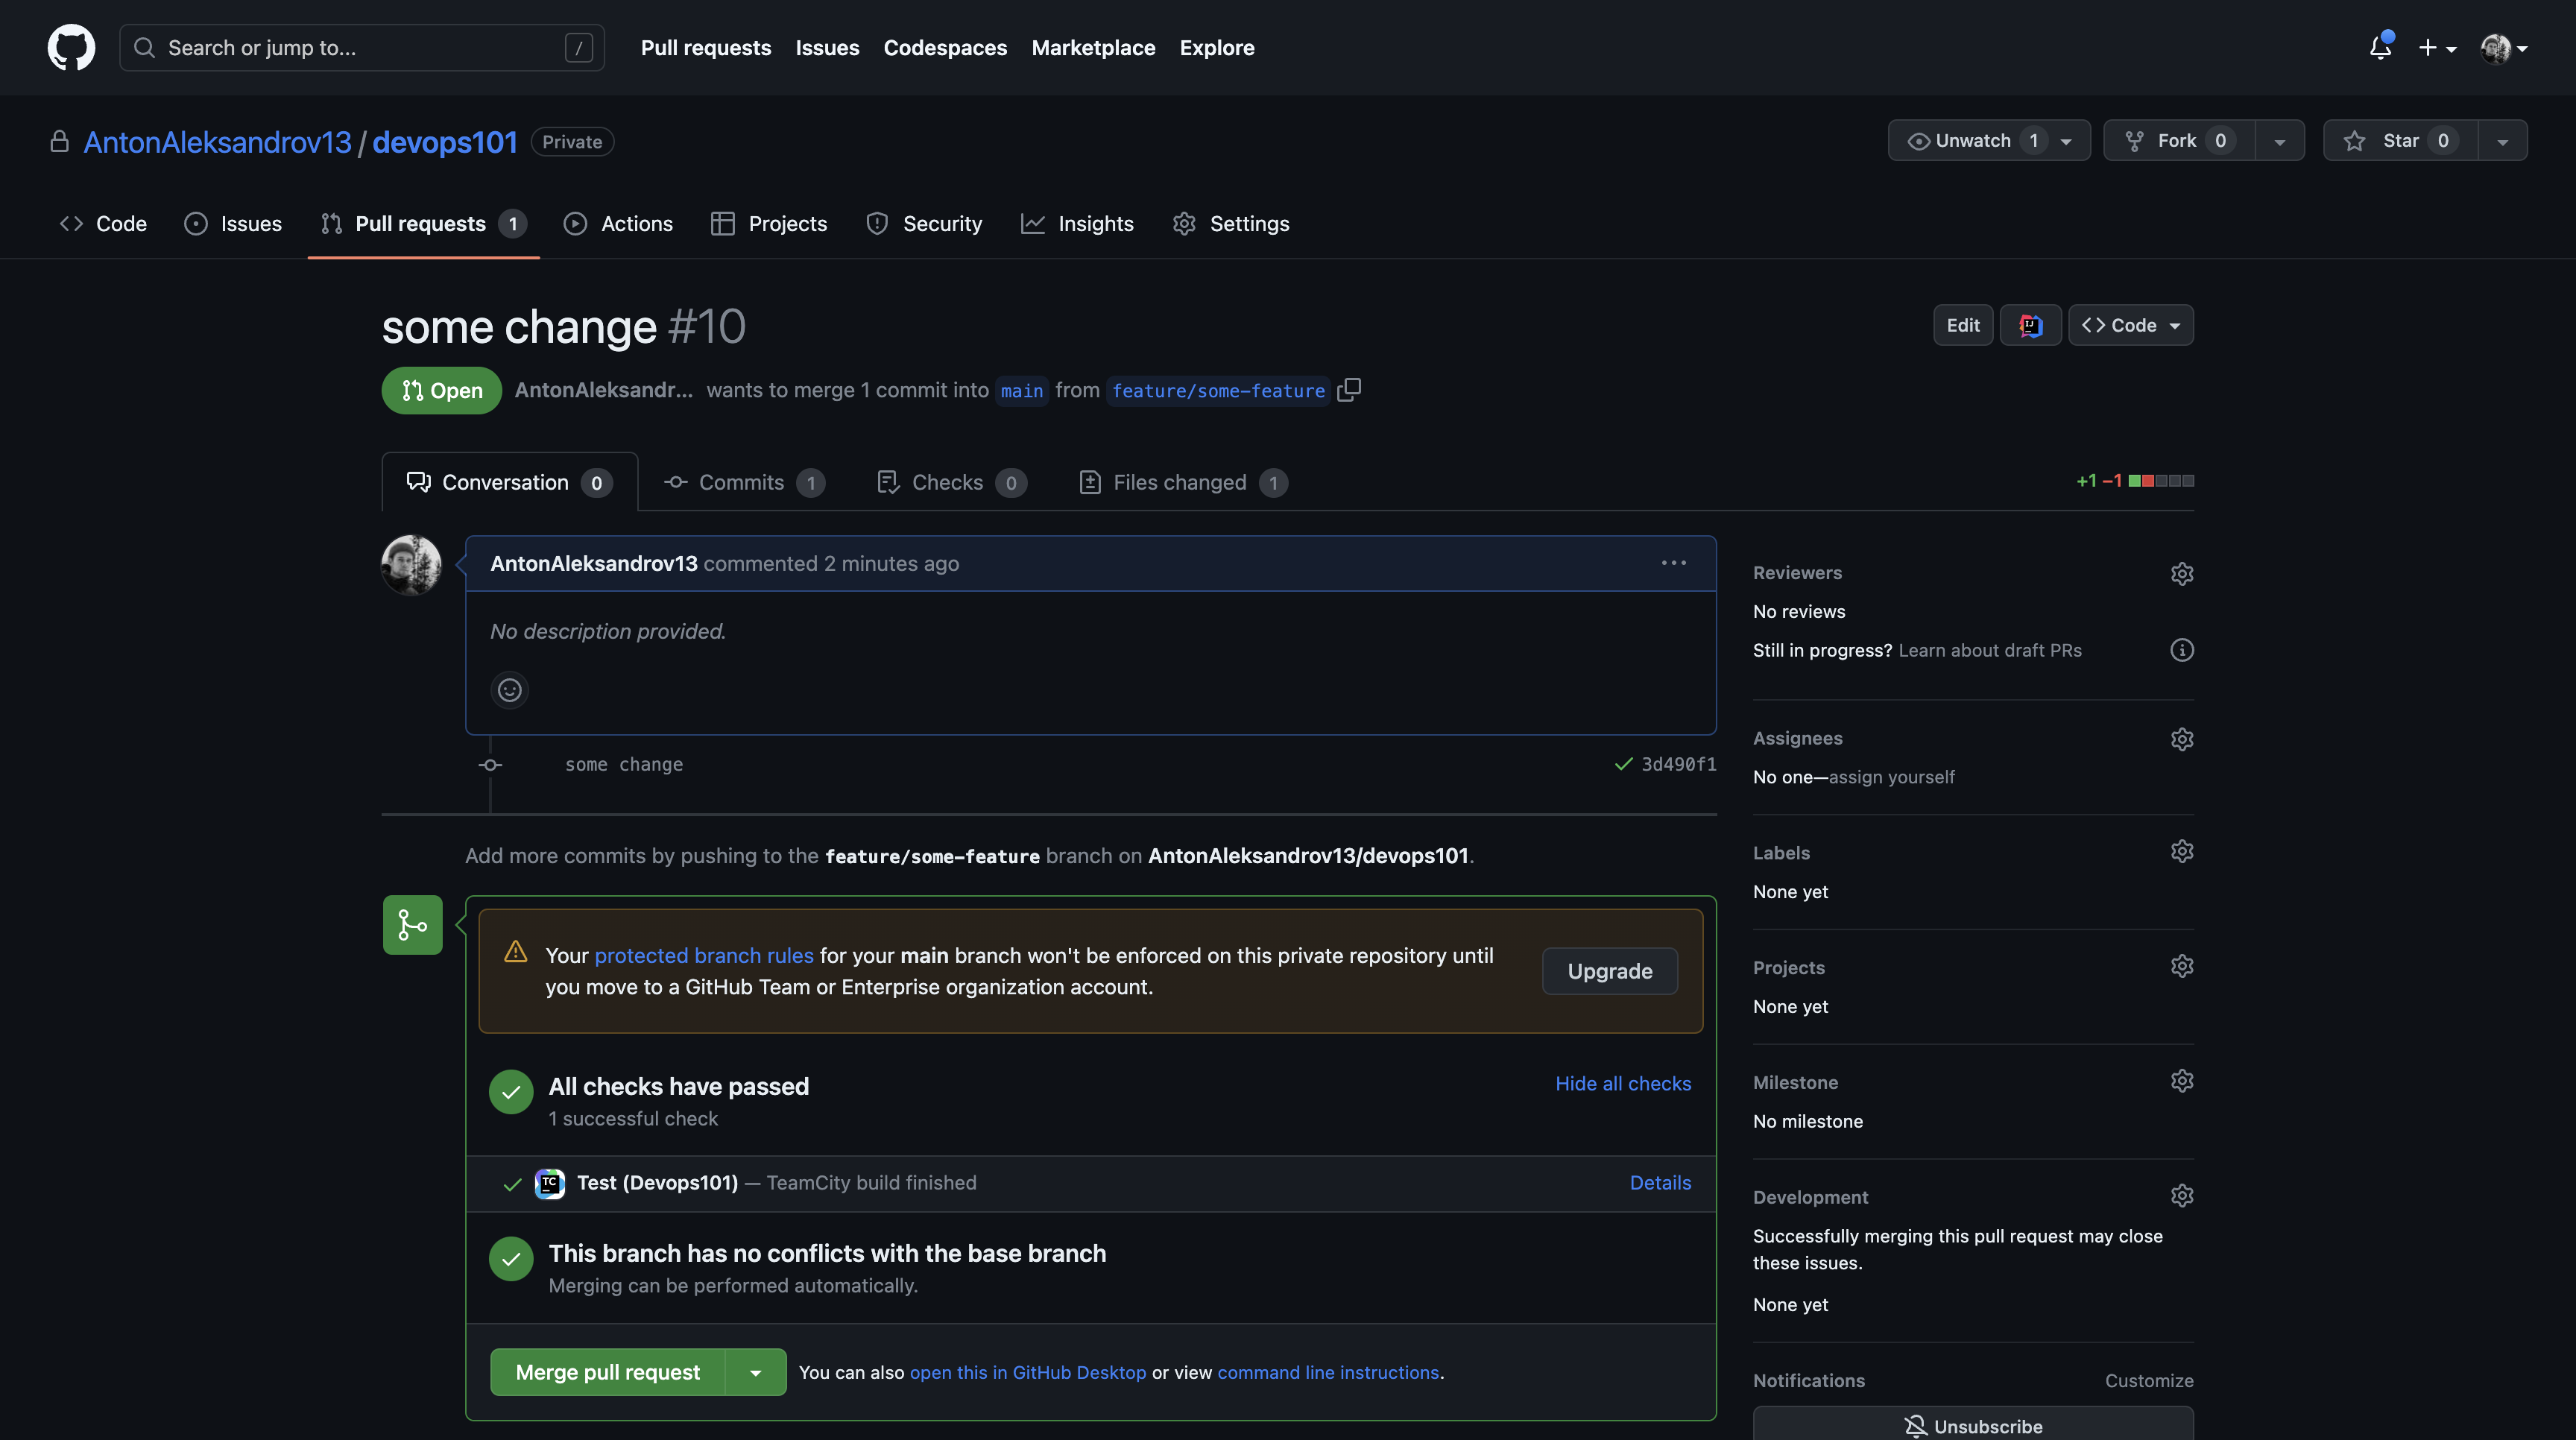 Search or jump to... /
Pull requests Issues Codespaces Marketplace Explore
AntonAleksandrov13 / devops101 Private
Unwatch 1 Fork 0 Star 0
Code Issues Pull requests 1 Actions Projects Security Insights Settings
some change #10
Edit Code
Open AntonAleksandr... wants to merge 1 commit into main from feature/some-feature
Conversation 0 Commits 1 Checks 0 Files changed 1
+1 −1
AntonAleksandrov13 commented 2 minutes ago
No description provided.
some change 3d490f1
Add more commits by pushing to the feature/some-feature branch on AntonAleksandrov13/devops101.
Your protected branch rules for your main branch won't be enforced on this private repository until
you move to a GitHub Team or Enterprise organization account.
Upgrade
All checks have passed
Hide all checks
1 successful check
TC Test (Devops101) — TeamCity build finished Details
This branch has no conflicts with the base branch
Merging can be performed automatically.
Merge pull request You can also open this in GitHub Desktop or view command line instructions.
Reviewers
No reviews
Still in progress? Learn about draft PRs
Assignees
No one—assign yourself
Labels
None yet
Projects
None yet
Milestone
No milestone
Development
Successfully merging this pull request may close
these issues.
None yet
Notifications Customize
Unsubscribe